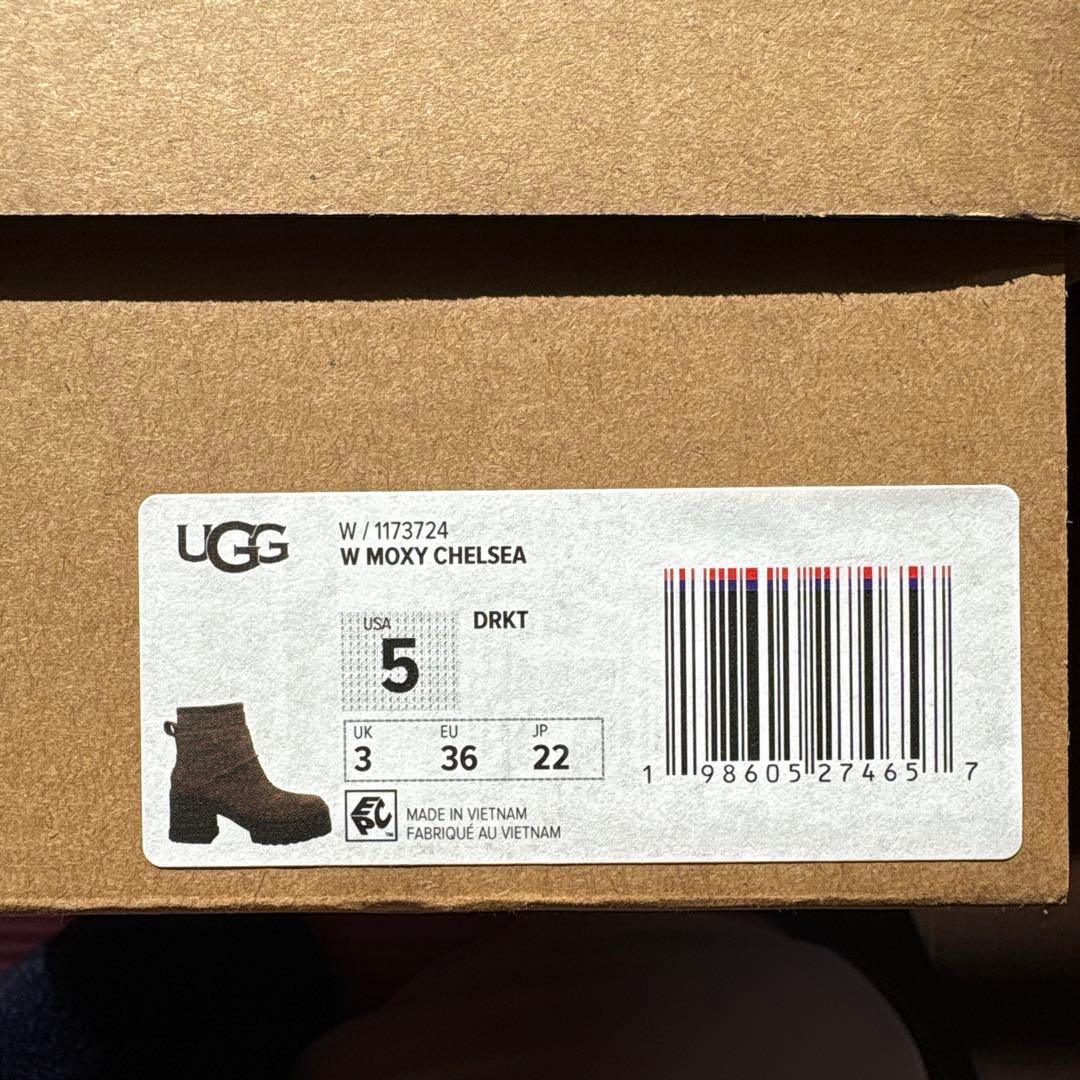 UGG
W / 1173724
W MOXY CHELSEA
USA
5
DRKT
UK EU JP
3 36 22
EPC™
MADE IN VIETNAM
FABRIQUÉ AU VIETNAM
1 98605 27465 7